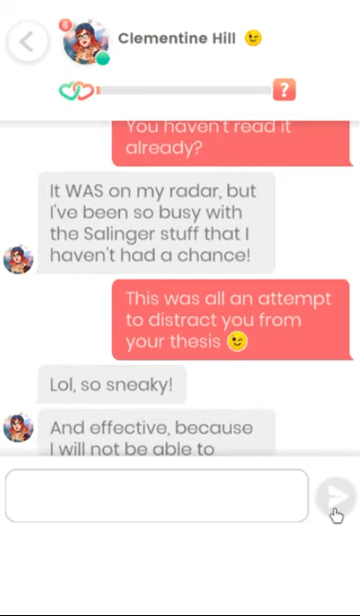 8
Clementine Hill 😉
?
You haven't read it
already?
It WAS on my radar, but
I've been so busy with
the Salinger stuff that I
haven't had a chance!
This was all an attempt
to distract you from
your thesis 😉
Lol, so sneaky!
And effective, because
I will not be able to